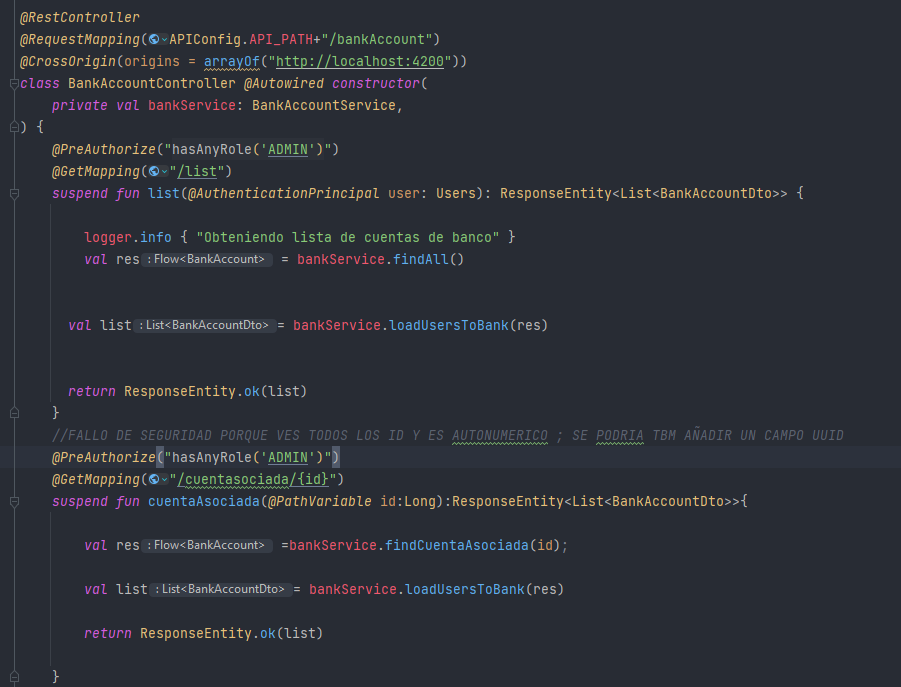 @RestController
@RequestMapping(APIConfig.API_PATH+"/bankAccount")
@CrossOrigin(origins = arrayOf("http://localhost:4200"))
class BankAccountController @Autowired constructor(
    private val bankService: BankAccountService,
) {
    @PreAuthorize("hasAnyRole('ADMIN')")
    @GetMapping("/list")
    suspend fun list(@AuthenticationPrincipal user: Users): ResponseEntity<List<BankAccountDto>> {
        logger.info { "Obteniendo lista de cuentas de banco" }
        val res : Flow<BankAccount> = bankService.findAll()
      val list : List<BankAccountDto> = bankService.loadUsersToBank(res)
      return ResponseEntity.ok(list)
    }
    //FALLO DE SEGURIDAD PORQUE VES TODOS LOS ID Y ES AUTONUMERICO ; SE PODRIA TBM AÑADIR UN CAMPO UUID
    @PreAuthorize("hasAnyRole('ADMIN')")
    @GetMapping("/cuentasociada/{id}")
    suspend fun cuentaAsociada(@PathVariable id:Long):ResponseEntity<List<BankAccountDto>>{
        val res : Flow<BankAccount> =bankService.findCuentaAsociada(id);
        val list : List<BankAccountDto> = bankService.loadUsersToBank(res)
        return ResponseEntity.ok(list)
    }